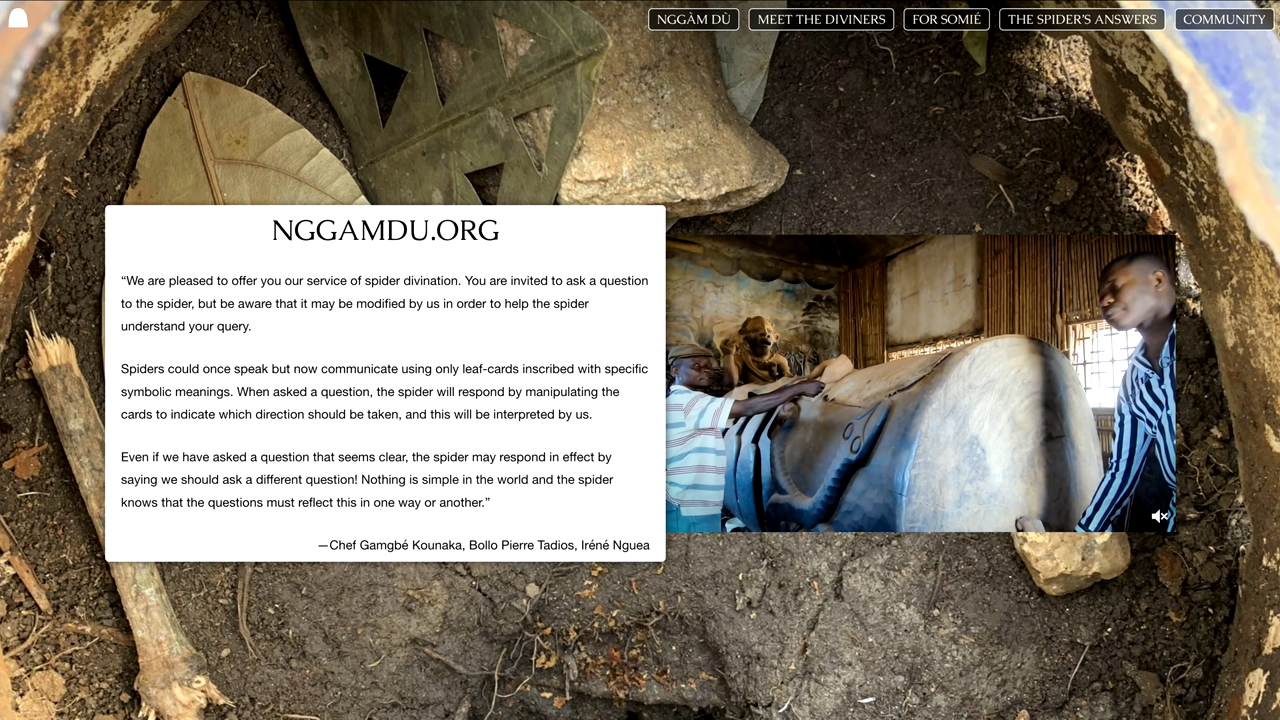 NGGÀM DÙ
MEET THE DIVINERS
FOR SOMIÉ
THE SPIDER'S ANSWERS
COMMUNITY
NGGAMDU.ORG
“We are pleased to offer you our service of spider divination. You are invited to ask a question
to the spider, but be aware that it may be modified by us in order to help the spider
understand your query.
Spiders could once speak but now communicate using only leaf-cards inscribed with specific
symbolic meanings. When asked a question, the spider will respond by manipulating the
cards to indicate which direction should be taken, and this will be interpreted by us.
Even if we have asked a question that seems clear, the spider may respond in effect by
saying we should ask a different question! Nothing is simple in the world and the spider
knows that the questions must reflect this in one way or another.”
—Chef Gamgbé Kounaka, Bollo Pierre Tadios, Iréné Nguea